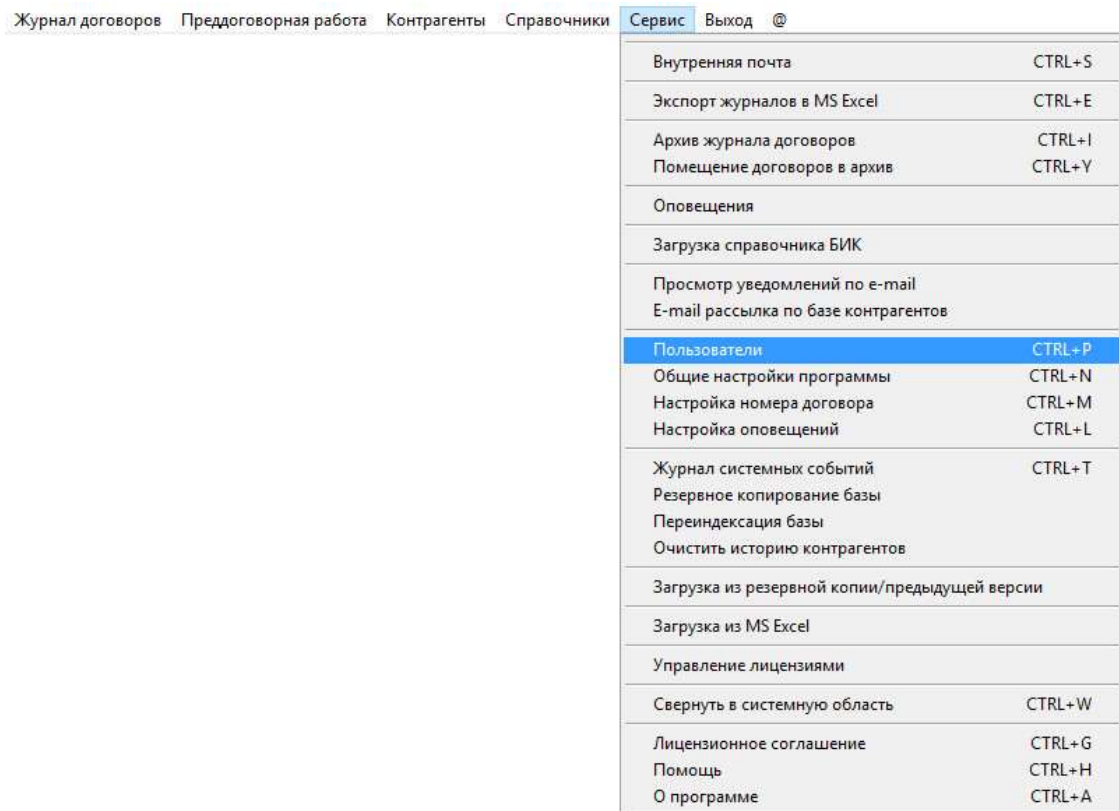 Журнал договоров Преддоговорная работа Контрагенты Справочники Сервис Выход @
Внутренняя почта CTRL+S
Экспорт журналов в MS Excel CTRL+E
Архив журнала договоров CTRL+I
Помещение договоров в архив CTRL+Y
Оповещения
Загрузка справочника БИК
Просмотр уведомлений по e-mail
E-mail рассылка по базе контрагентов
Пользователи CTRL+P
Общие настройки программы CTRL+N
Настройка номера договора CTRL+M
Настройка оповещений CTRL+L
Журнал системных событий CTRL+T
Резервное копирование базы
Переиндексация базы
Очистить историю контрагентов
Загрузка из резервной копии/предыдущей версии
Загрузка из MS Excel
Управление лицензиями
Свернуть в системную область CTRL+W
Лицензионное соглашение CTRL+G
Помощь CTRL+H
О программе CTRL+A